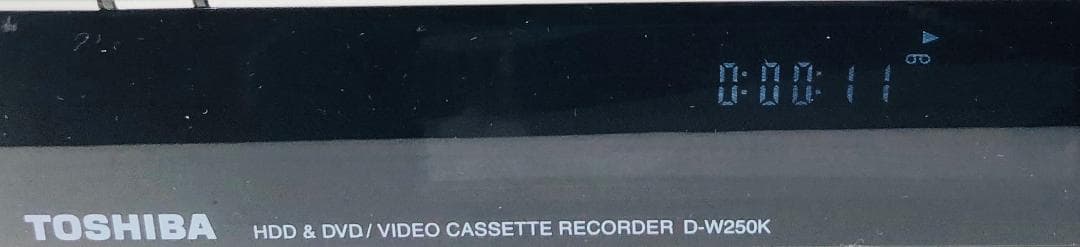 0:00:11
TOSHIBA HDD & DVD / VIDEO CASSETTE RECORDER D-W250K